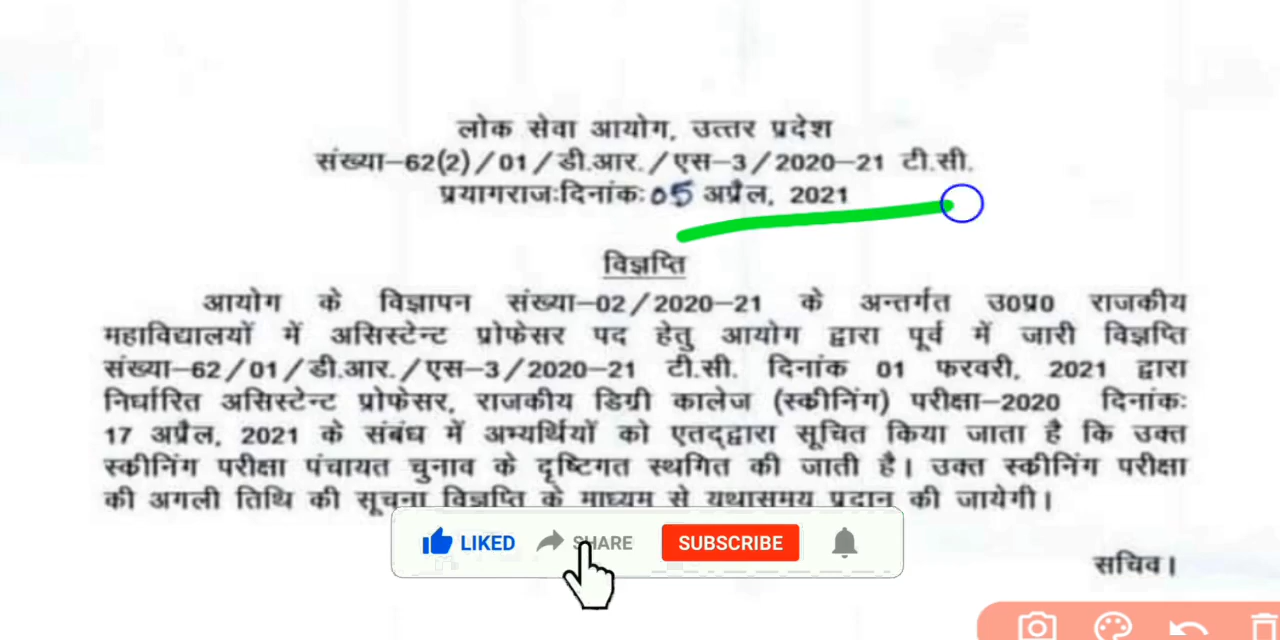 लोक सेवा आयोग, उत्तर प्रदेश
संख्या-62(2)/01/डी.आर./एस-3/2020-21 टी.सी.
प्रयागराज:दिनांक: 05 अप्रैल, 2021
विज्ञप्ति
आयोग के विज्ञापन संख्या-02/2020-21 के अन्तर्गत उ0प्र0 राजकीय
महाविद्यालयों में असिस्टेन्ट प्रोफेसर पद हेतु आयोग द्वारा पूर्व में जारी विज्ञप्ति
संख्या-62/01/डी.आर./एस-3/2020-21 टी.सी. दिनांक 01 फरवरी, 2021 द्वारा
निर्धारित असिस्टेन्ट प्रोफेसर, राजकीय डिग्री कालेज (स्कीनिंग) परीक्षा-2020 दिनांक:
17 अप्रैल, 2021 के संबंध में अभ्यर्थियों को एतद्द्वारा सूचित किया जाता है कि उक्त
स्कीनिंग परीक्षा पंचायत चुनाव के दृष्टिगत स्थगित की जाती है। उक्त स्कीनिंग परीक्षा
की अगली तिथि की सूचना विज्ञप्ति के माध्यम से यथासमय प्रदान की जायेगी।
LIKED SHARE SUBSCRIBE
सचिव।